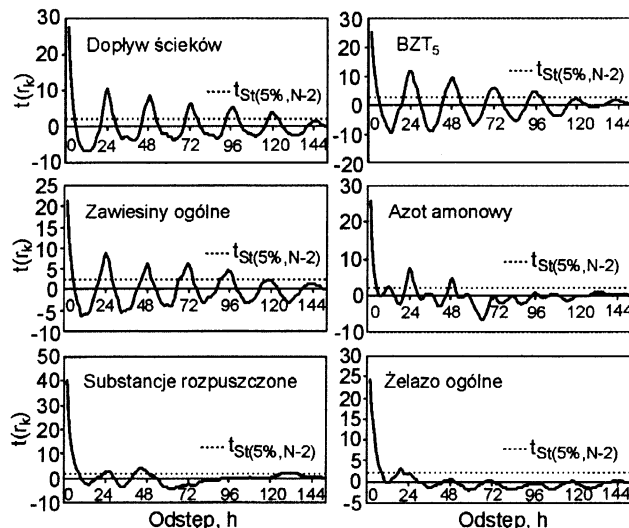 t(rₖ)
30
20
10
0
-10
Dopływ ścieków
tSt(5%,N-2)
24 48 72 96 120 144
30
20
10
0
-10
-20
BZT₅
tSt(5%,N-2)
0 24 48 72 96 120 144
t(rₖ)
25
20
15
10
5
0
-5
-10
Zawiesiny ogólne
tSt(5%,N-2)
0 24 48 72 96 120 144
30
20
10
0
-10
Azot amonowy
tSt(5%,N-2)
0 24 48 72 96 120 144
t(rₖ)
50
40
30
20
10
0
-10
Substancje rozpuszczone
tSt(5%,N-2)
0 24 48 72 96 120 144
Odstęp, h
30
25
20
15
10
5
0
-5
Żelazo ogólne
tSt(5%,N-2)
0 24 48 72 96 120 144
Odstęp, h